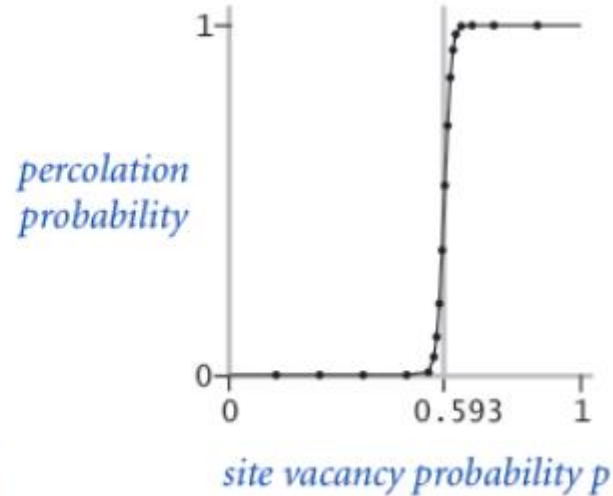 1
percolation
probability
0
0
0.593
1
site vacancy probability p